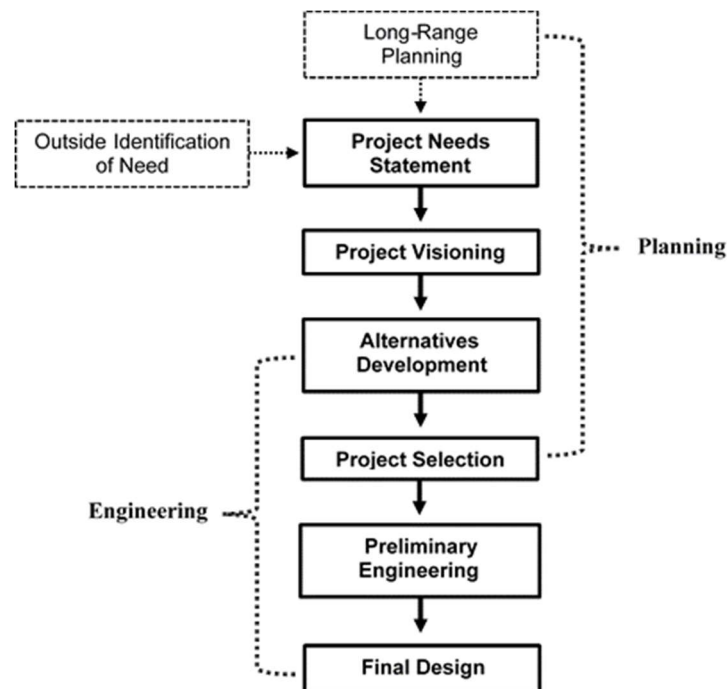 Long-Range
Planning
Outside Identification
of Need
Project Needs
Statement
Project Visioning
Planning
Alternatives
Development
Project Selection
Engineering
Preliminary
Engineering
Final Design